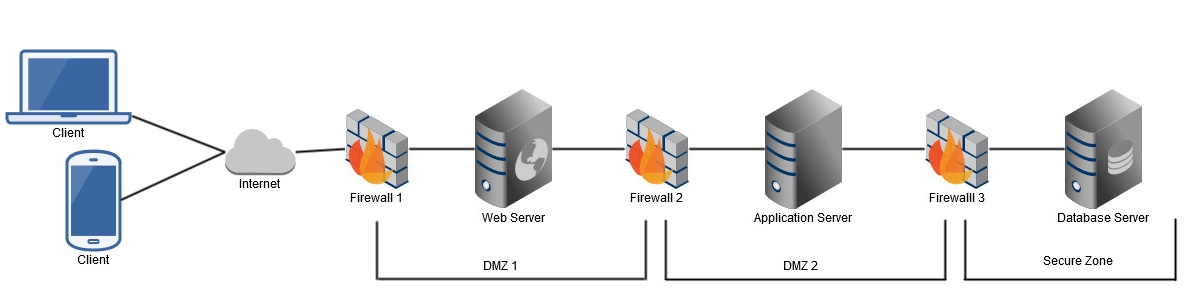 Client
Client
Internet
Firewall 1
Web Server
Firewall 2
Application Server
Firewalll 3
Database Server
DMZ 1
DMZ 2
Secure Zone